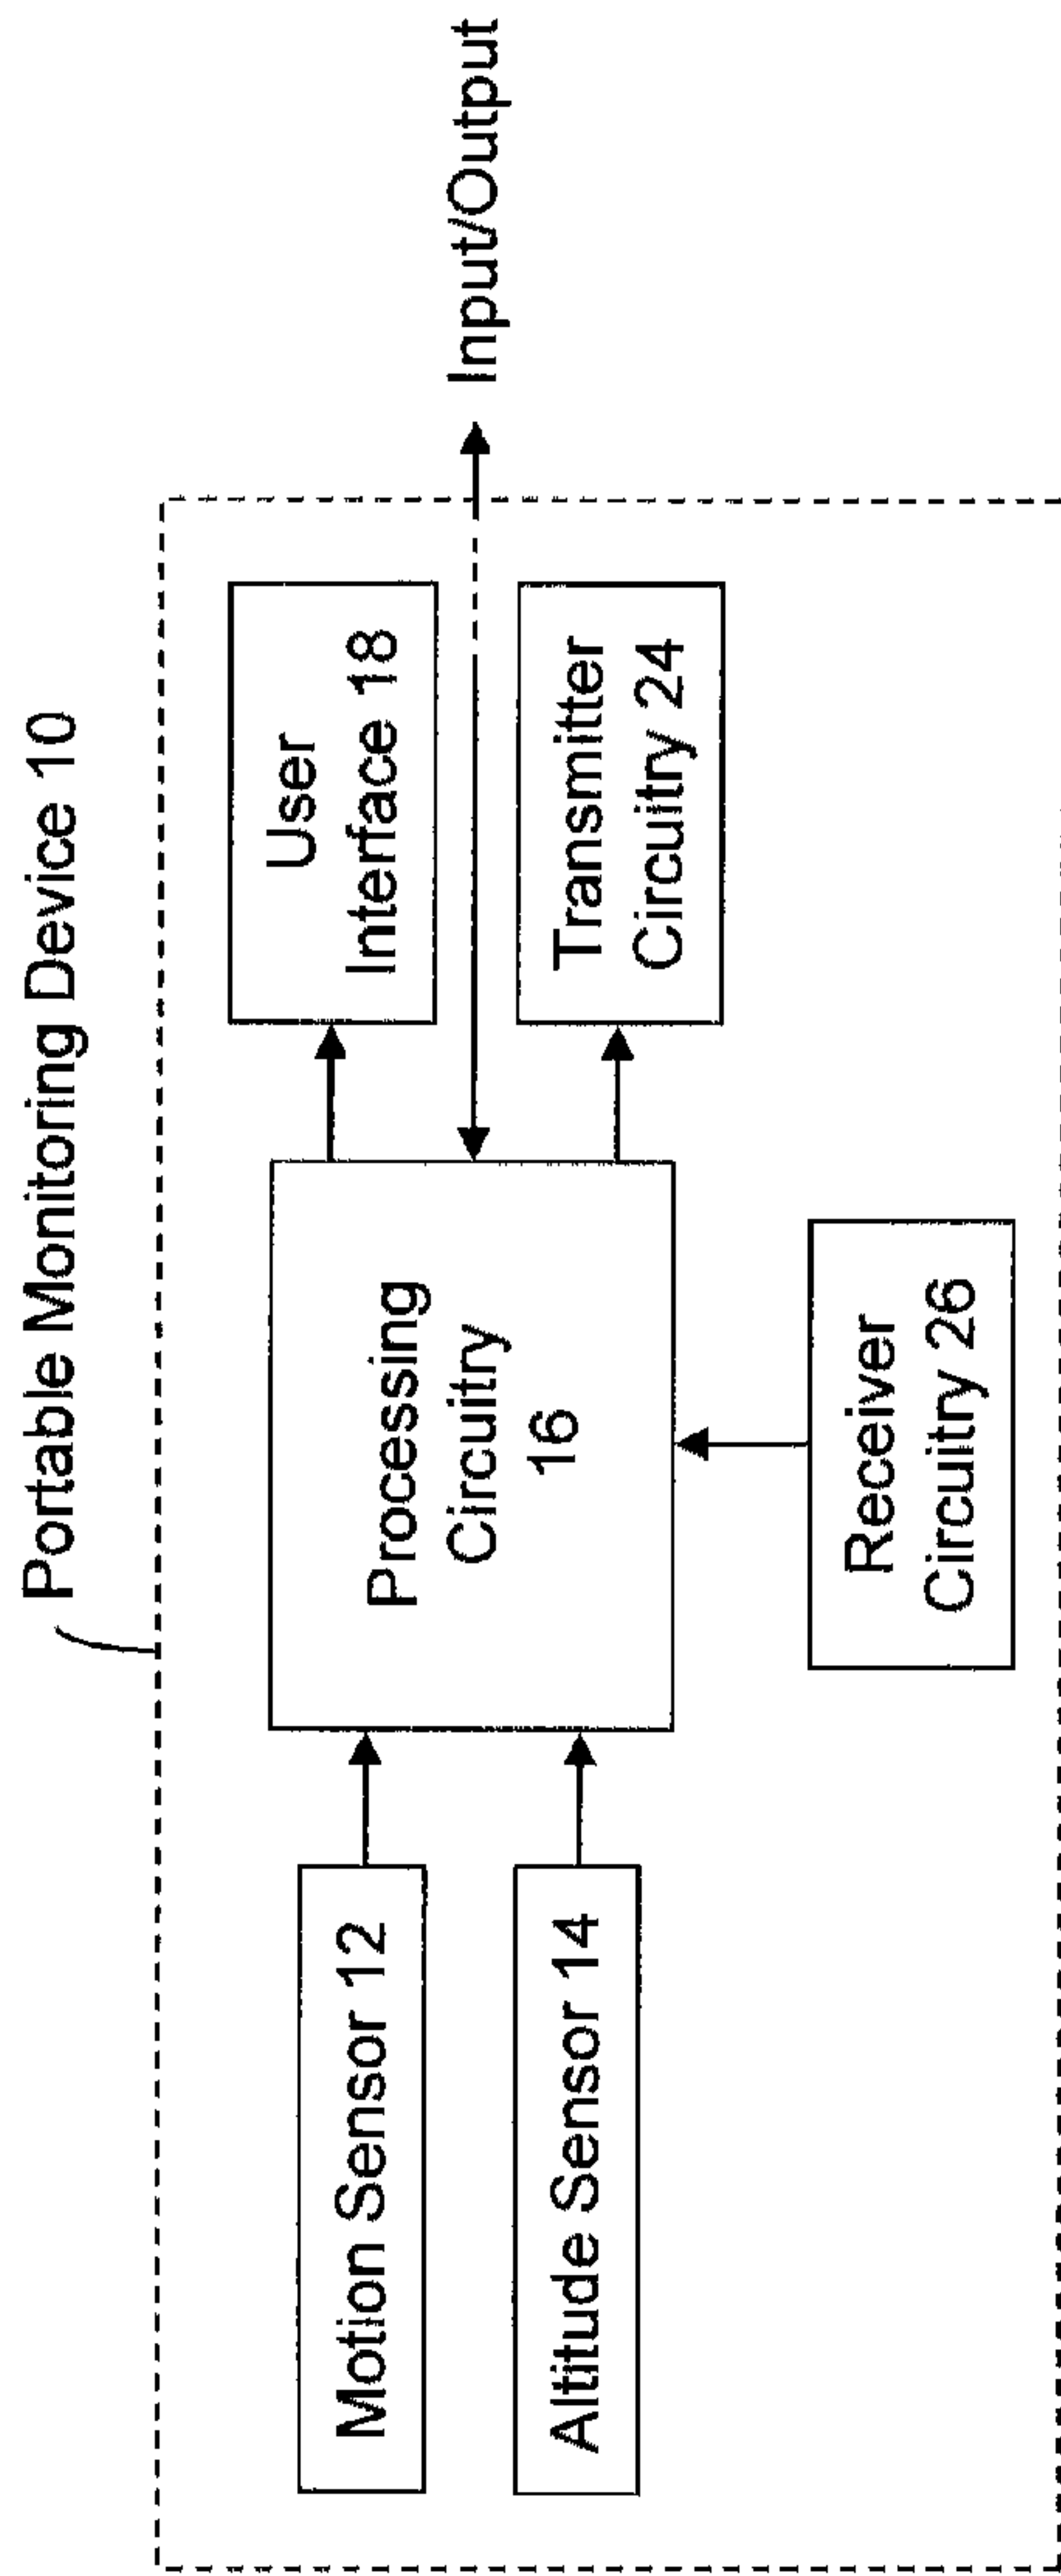 Portable Monitoring Device 10
Motion Sensor 12
Altitude Sensor 14
Processing
Circuitry
16
User
Interface 18
Input/Output
Transmitter
Circuitry 24
Receiver
Circuitry 26